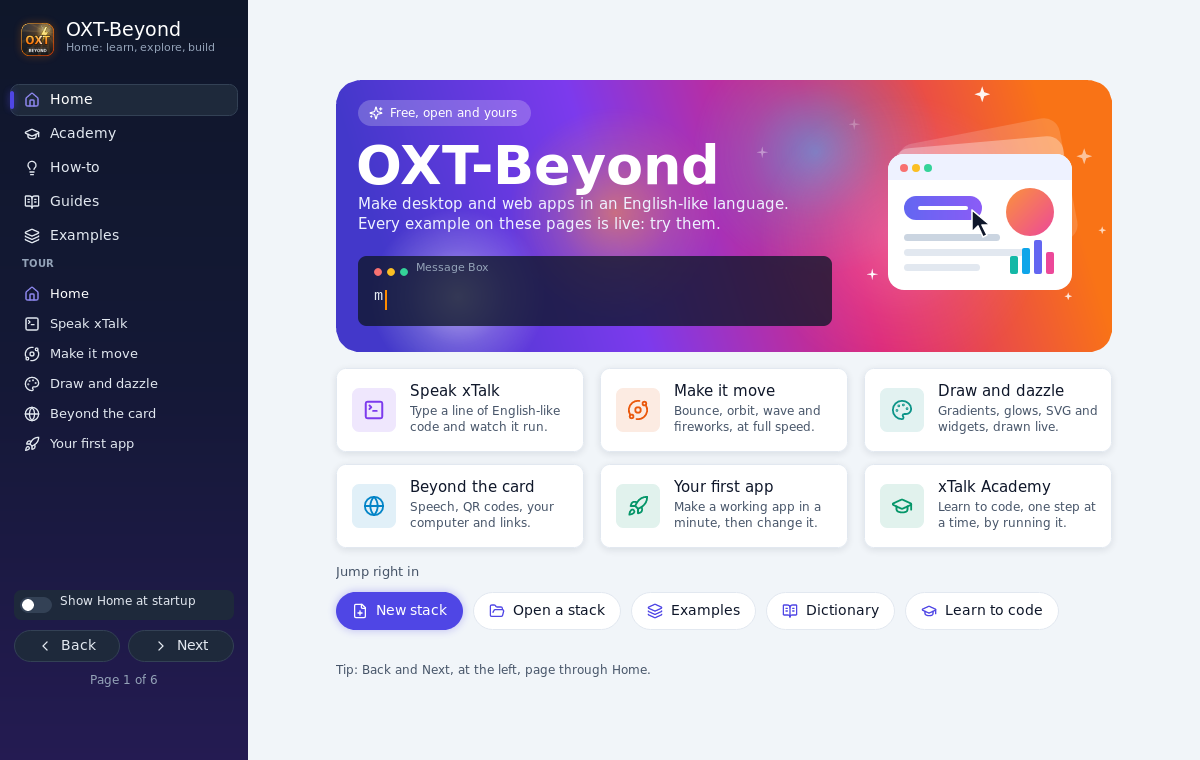 OXT
BEYOND
OXT-Beyond
Home: learn, explore, build
Home
Academy
How-to
Guides
Examples
TOUR
Home
Speak xTalk
Make it move
Draw and dazzle
Beyond the card
Your first app
Show Home at startup
Back
Next
Page 1 of 6
Free, open and yours
OXT-Beyond
Make desktop and web apps in an English-like language.
Every example on these pages is live: try them.
Message Box
m
Speak xTalk
Type a line of English-like
code and watch it run.
Make it move
Bounce, orbit, wave and
fireworks, at full speed.
Draw and dazzle
Gradients, glows, SVG and
widgets, drawn live.
Beyond the card
Speech, QR codes, your
computer and links.
Your first app
Make a working app in a
minute, then change it.
xTalk Academy
Learn to code, one step at
a time, by running it.
Jump right in
New stack
Open a stack
Examples
Dictionary
Learn to code
Tip: Back and Next, at the left, page through Home.